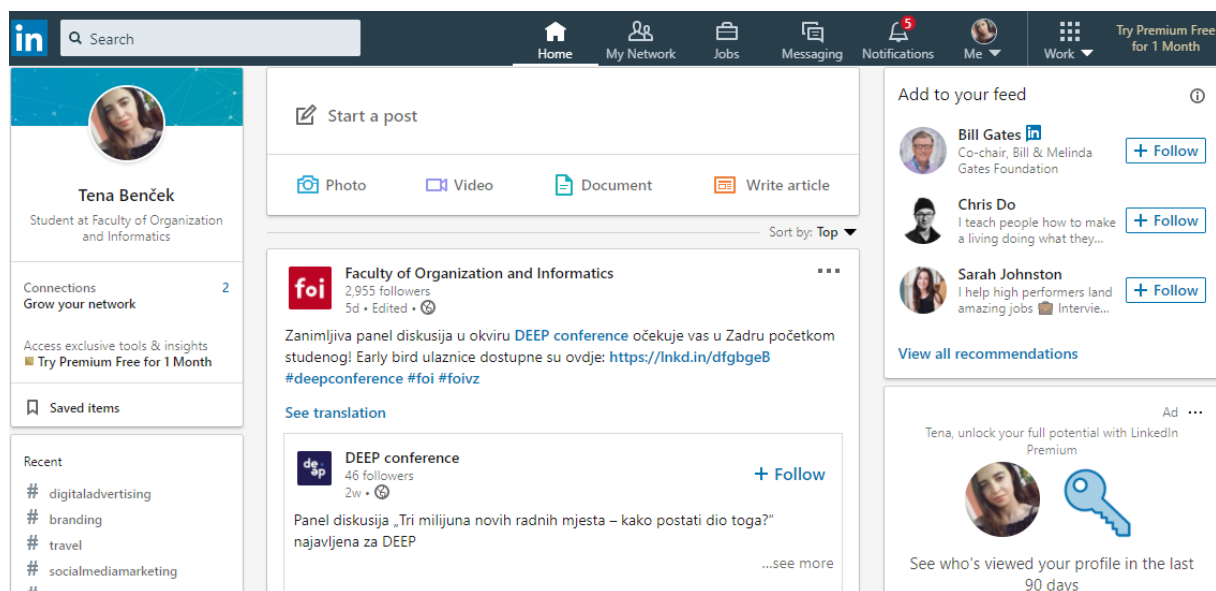 in
Search
Home
My Network
Jobs
Messaging
5
Notifications
Me
Work
Try Premium Free
for 1 Month
Tena Benček
Student at Faculty of Organization
and Informatics
Connections 2
Grow your network
Access exclusive tools & insights
Try Premium Free for 1 Month
Saved items
Recent
# digitaladvertising
# branding
# travel
# socialmediamarketing
#
Start a post
Photo
Video
Document
Write article
Sort by: Top
foi
Faculty of Organization and Informatics
2,955 followers
5d • Edited •
Zanimljiva panel diskusija u okviru DEEP conference očekuje vas u Zadru početkom
studenog! Early bird ulaznice dostupne su ovdje: https://lnkd.in/dfgbgeB
#deepconference #foi #foivz
See translation
de
ep
DEEP conference
46 followers
2w •
+ Follow
Panel diskusija „Tri milijuna novih radnih mjesta – kako postati dio toga?“
najavljena za DEEP
...see more
Add to your feed
Bill Gates in
Co-chair, Bill & Melinda
Gates Foundation
+ Follow
Chris Do
I teach people how to make
a living doing what they...
+ Follow
Sarah Johnston
I help high performers land
amazing jobs 💼 Intervie...
+ Follow
View all recommendations
Ad ...
Tena, unlock your full potential with LinkedIn
Premium
See who's viewed your profile in the last
90 days